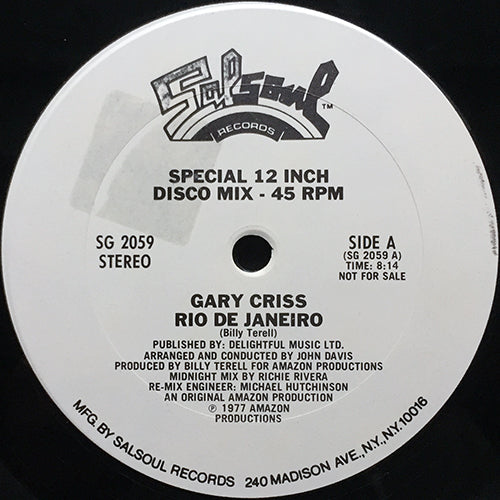 Salsoul TM
RECORDS
SPECIAL 12 INCH
DISCO MIX - 45 RPM
SG 2059
STEREO
SIDE A
(SG 2059 A)
TIME: 8:14
NOT FOR SALE
GARY CRISS
RIO DE JANEIRO
(Billy Terell)
PUBLISHED BY: DELIGHTFUL MUSIC LTD.
ARRANGED AND CONDUCTED BY JOHN DAVIS
PRODUCED BY BILLY TERELL FOR AMAZON PRODUCTIONS
MIDNIGHT MIX BY RICHIE RIVERA
RE-MIX ENGINEER: MICHAEL HUTCHINSON
AN ORIGINAL AMAZON PRODUCTION
Ⓟ 1977 AMAZON
PRODUCTIONS
MFG. BY SALSOUL RECORDS 240 MADISON AVE., N.Y., N.Y. 10016